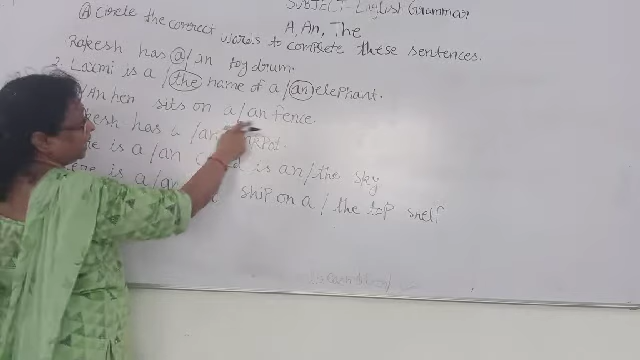 SUBJECT - English Grammar
(A) Circle the correct words to complete these sentences.
A, An, The
Rakesh has a/an toy drum.
2. Laxmi is a/the name of a/an elephant.
/An hen sits on a/an fence.
esh has a/an
is a/an is an/the sky
is a/ ship on a/the top shelf